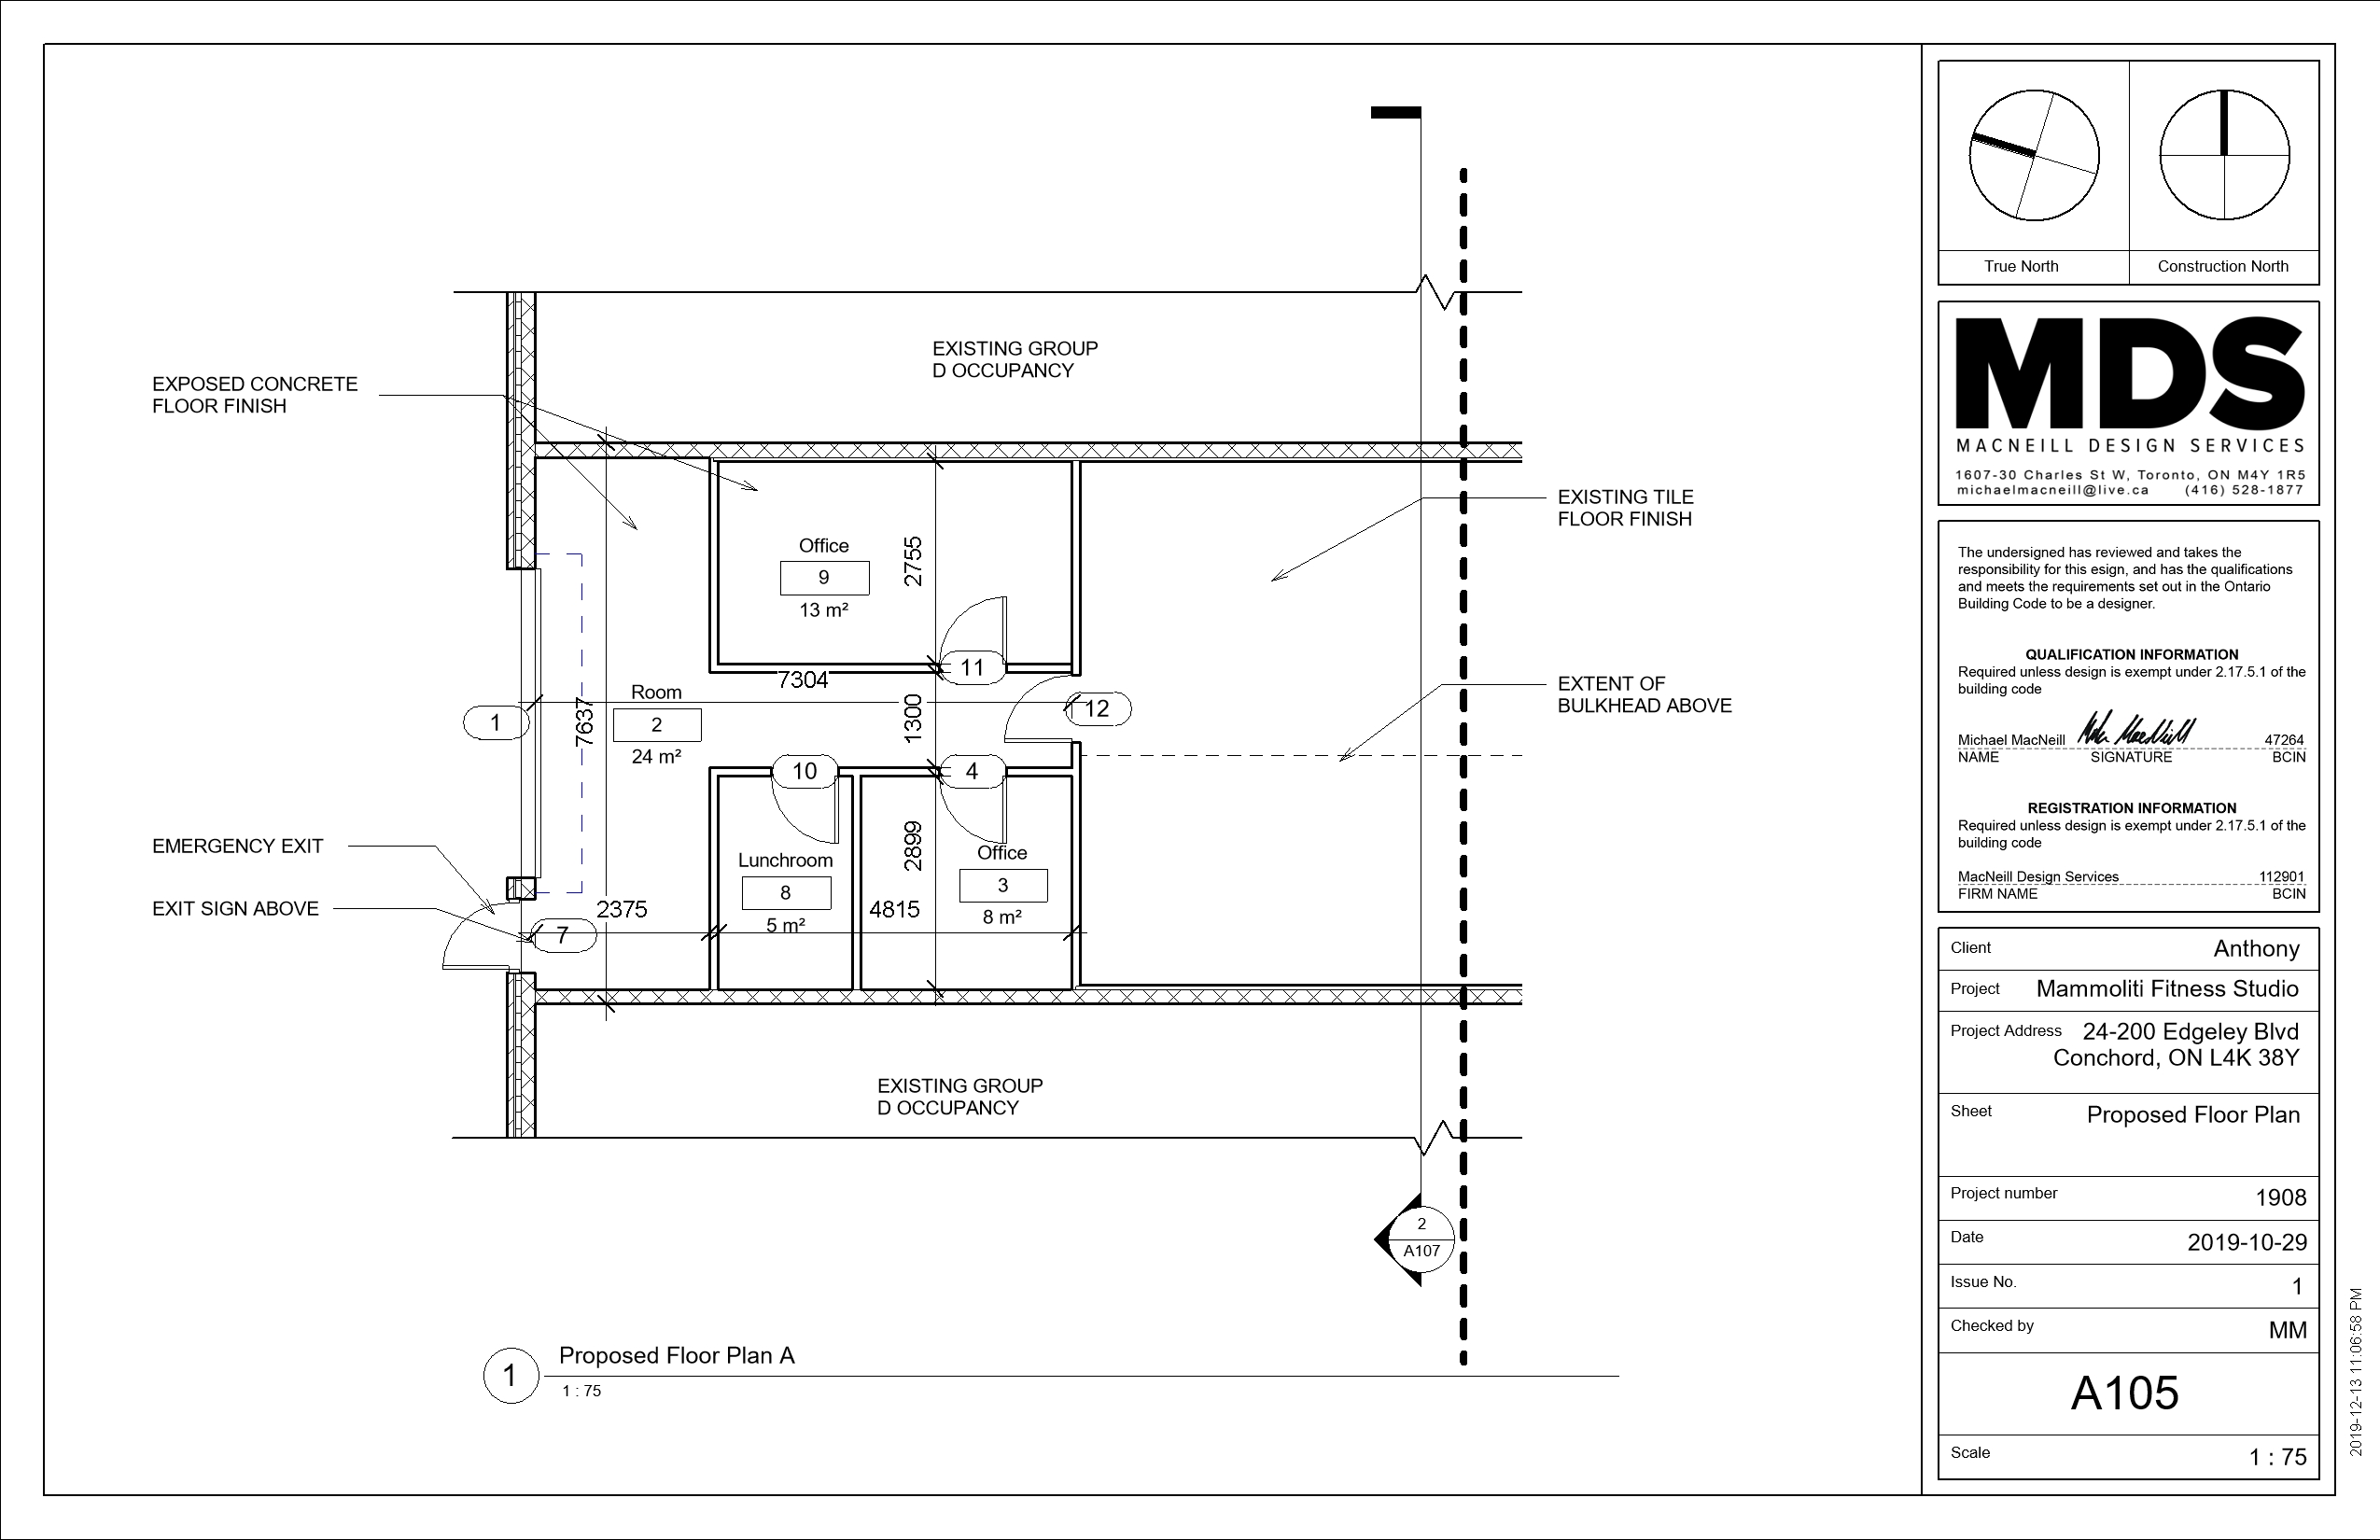 EXISTING GROUP
D OCCUPANCY
EXPOSED CONCRETE
FLOOR FINISH
EXISTING TILE
FLOOR FINISH
Office
9
13 m²
2755
11
7304
Room
2
24 m²
7637
1
1300
12
EXTENT OF
BULKHEAD ABOVE
10
4
EMERGENCY EXIT
EXIT SIGN ABOVE
2375
7
Lunchroom
8
5 m²
2899
4815
Office
3
8 m²
EXISTING GROUP
D OCCUPANCY
2
A107
1
Proposed Floor Plan A
1 : 75
True North
Construction North
MDS
MACNEILL DESIGN SERVICES
1607-30 Charles St W, Toronto, ON M4Y 1R5
michaelmacneill@live.ca (416) 528-1877
The undersigned has reviewed and takes the
responsibility for this esign, and has the qualifications
and meets the requirements set out in the Ontario
Building Code to be a designer.
QUALIFICATION INFORMATION
Required unless design is exempt under 2.17.5.1 of the
building code
Michael MacNeill Mike MacNeill 47264
NAME SIGNATURE BCIN
REGISTRATION INFORMATION
Required unless design is exempt under 2.17.5.1 of the
building code
MacNeill Design Services 112901
FIRM NAME BCIN
Client Anthony
Project Mammoliti Fitness Studio
Project Address 24-200 Edgeley Blvd
Conchord, ON L4K 38Y
Sheet Proposed Floor Plan
Project number 1908
Date 2019-10-29
Issue No. 1
Checked by MM
A105
Scale 1 : 75
2019-12-13 11:06:58 PM